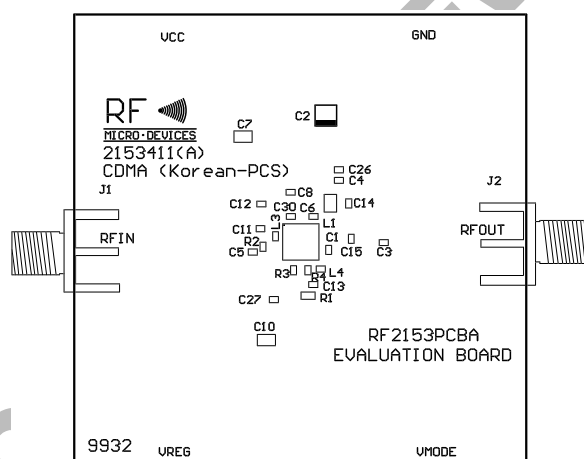 VCC
GND
RF
MICRO·DEVICES
2153411(A)
CDMA (Korean-PCS)
C7
C2
C26
C4
J1
J2
C8
C12
C30
C6
C14
L3
L1
C11
RFIN
R2
C1
RFOUT
C5
C15
C3
R3
R4
L4
C13
C27
R1
C10
RF2153PCBA
EVALUATION BOARD
9932
VREG
VMODE